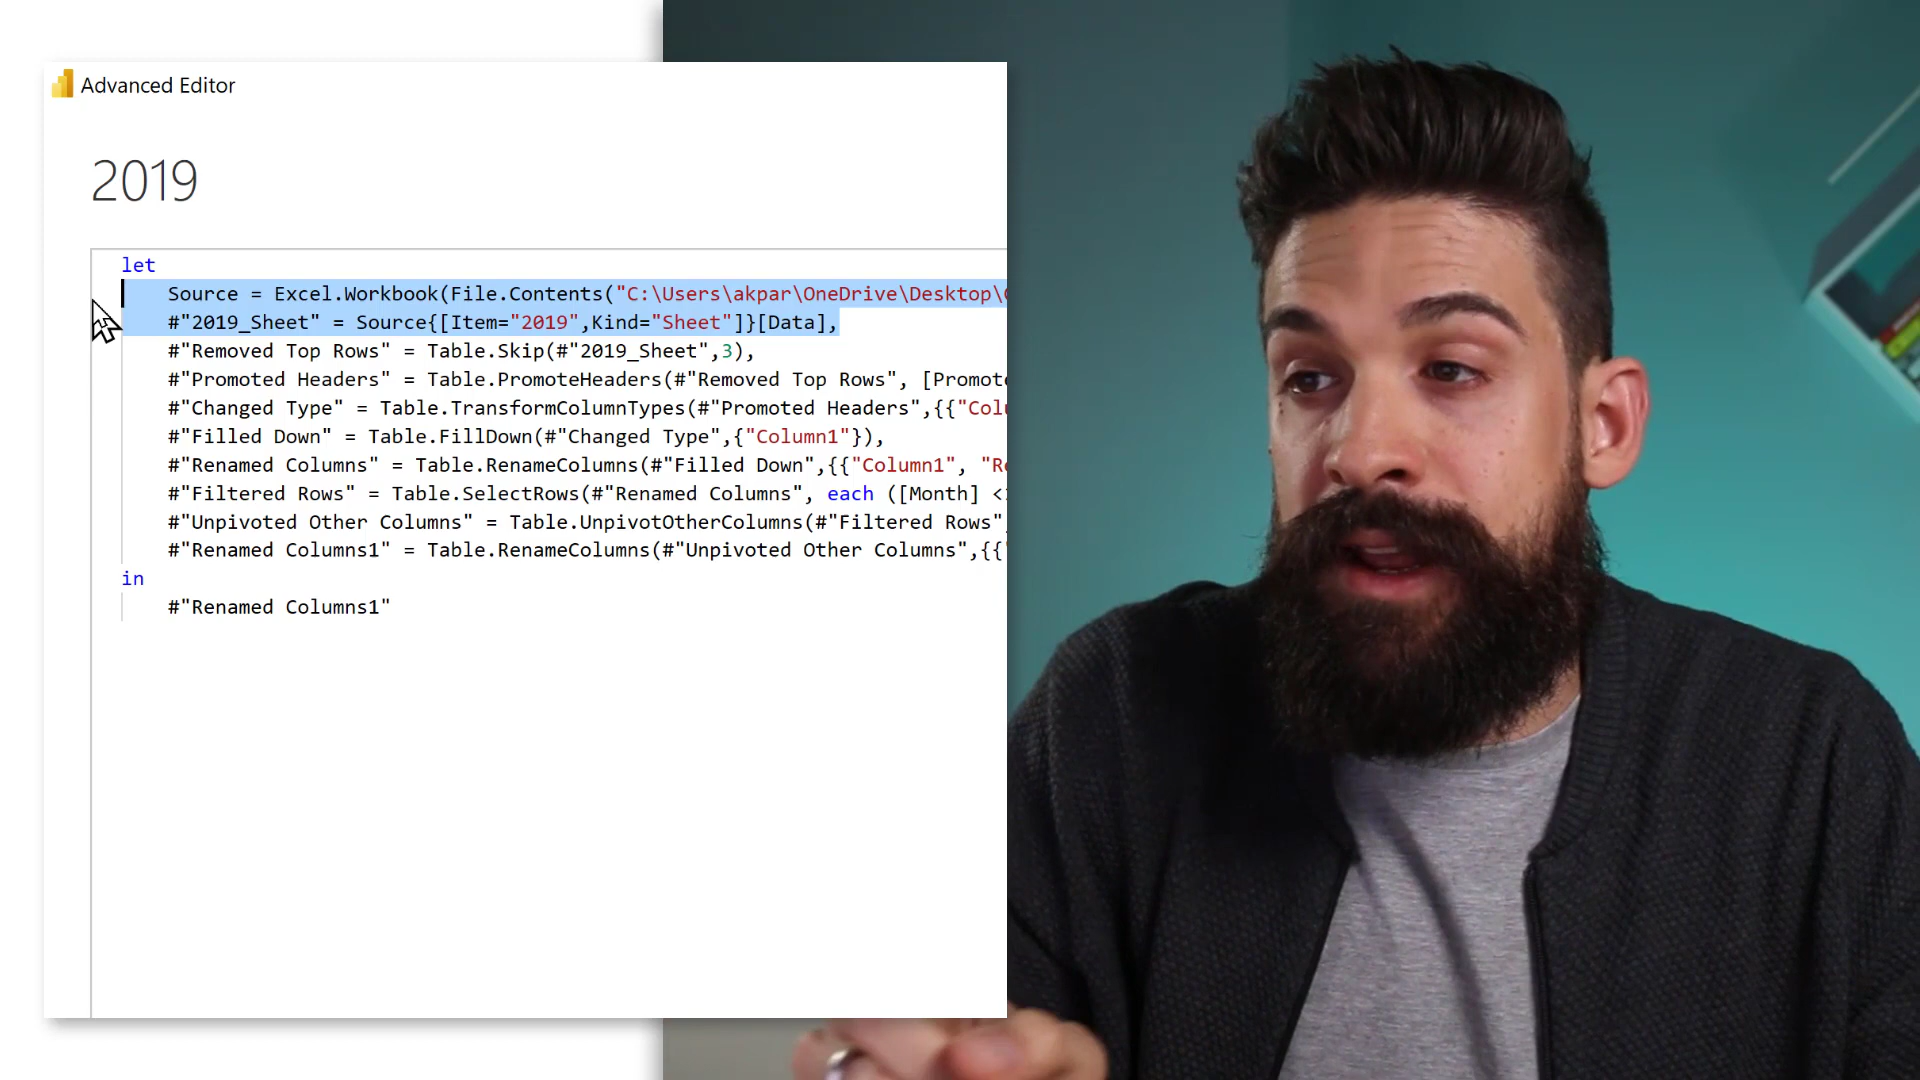 Advanced Editor
2019
let
Source = Excel.Workbook(File.Contents("C:\Users\akpar\OneDrive\Desktop\
#"2019_Sheet" = Source{[Item="2019",Kind="Sheet"]}[Data],
#"Removed Top Rows" = Table.Skip(#"2019_Sheet",3),
#"Promoted Headers" = Table.PromoteHeaders(#"Removed Top Rows", [Promote
#"Changed Type" = Table.TransformColumnTypes(#"Promoted Headers",{{"Colu
#"Filled Down" = Table.FillDown(#"Changed Type",{"Column1"}),
#"Renamed Columns" = Table.RenameColumns(#"Filled Down",{{"Column1", "Re
#"Filtered Rows" = Table.SelectRows(#"Renamed Columns", each ([Month] <
#"Unpivoted Other Columns" = Table.UnpivotOtherColumns(#"Filtered Rows",
#"Renamed Columns1" = Table.RenameColumns(#"Unpivoted Other Columns",{{"
in
#"Renamed Columns1"